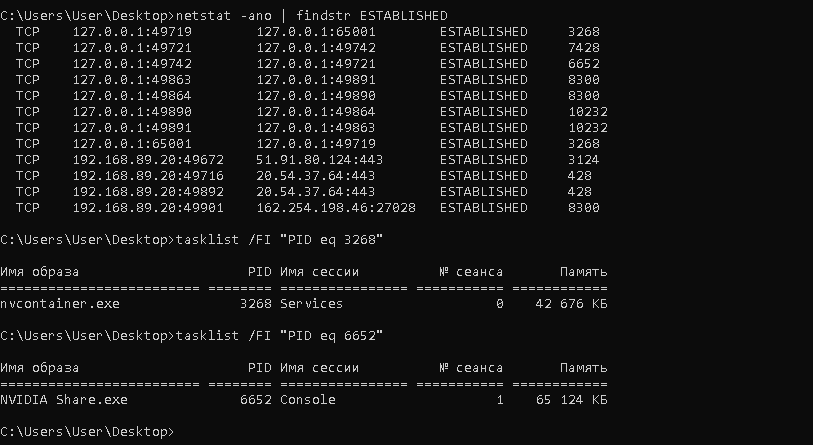 C:\Users\User\Desktop>netstat -ano | findstr ESTABLISHED
  TCP    127.0.0.1:49719        127.0.0.1:65001        ESTABLISHED     3268
  TCP    127.0.0.1:49721        127.0.0.1:49742        ESTABLISHED     7428
  TCP    127.0.0.1:49742        127.0.0.1:49721        ESTABLISHED     6652
  TCP    127.0.0.1:49863        127.0.0.1:49891        ESTABLISHED     8300
  TCP    127.0.0.1:49864        127.0.0.1:49890        ESTABLISHED     8300
  TCP    127.0.0.1:49890        127.0.0.1:49864        ESTABLISHED     10232
  TCP    127.0.0.1:49891        127.0.0.1:49863        ESTABLISHED     10232
  TCP    127.0.0.1:65001        127.0.0.1:49719        ESTABLISHED     3268
  TCP    192.168.89.20:49672    51.91.80.124:443       ESTABLISHED     3124
  TCP    192.168.89.20:49716    20.54.37.64:443        ESTABLISHED     428
  TCP    192.168.89.20:49892    20.54.37.64:443        ESTABLISHED     428
  TCP    192.168.89.20:49901    162.254.198.46:27028   ESTABLISHED     8300
C:\Users\User\Desktop>tasklist /FI "PID eq 3268"
Имя образа                     PID Имя сессии          № сеанса       Память
========================= ======== ================ =========== ============
nvcontainer.exe               3268 Services                   0    42 676 КБ
C:\Users\User\Desktop>tasklist /FI "PID eq 6652"
Имя образа                     PID Имя сессии          № сеанса       Память
========================= ======== ================ =========== ============
NVIDIA Share.exe              6652 Console                    1    65 124 КБ
C:\Users\User\Desktop>